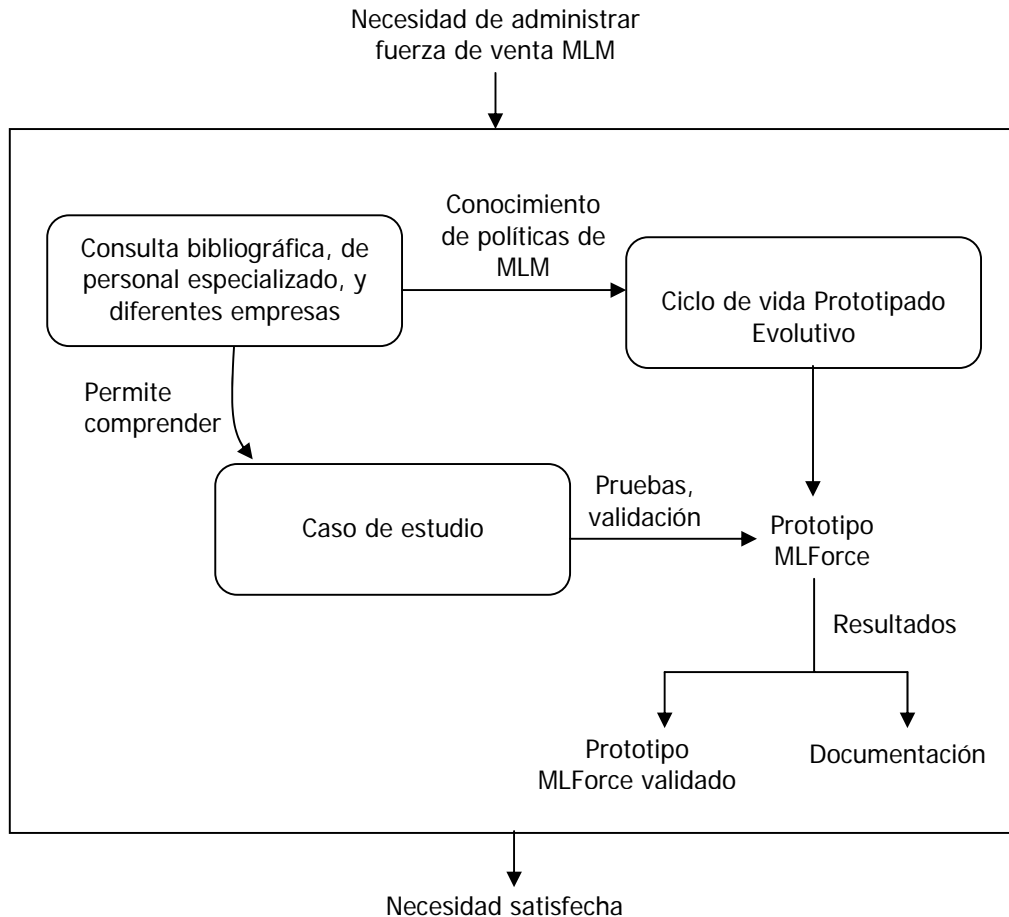 Necesidad de administrar
fuerza de venta MLM
Conocimiento
de políticas de
MLM
Consulta bibliográfica, de
personal especializado, y
diferentes empresas
Ciclo de vida Prototipado
Evolutivo
Permite
comprender
Caso de estudio
Pruebas,
validación
Prototipo
MLForce
Resultados
Prototipo
MLForce validado
Documentación
Necesidad satisfecha